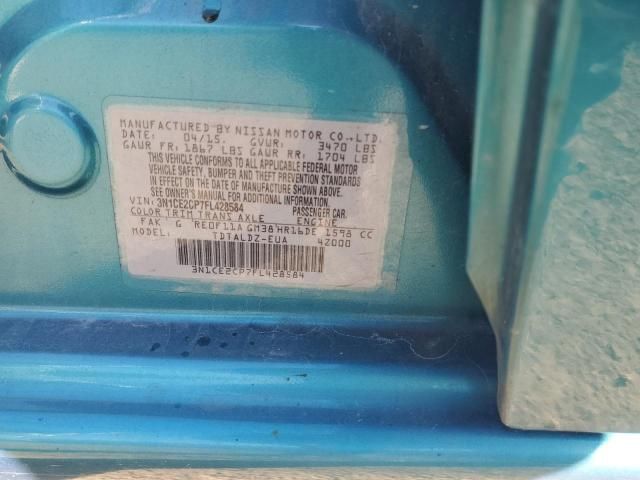 MANUFACTURED BY NISSAN MOTOR CO.,LTD.
DATE: 04/15 GVWR: 3470 LBS
GAWR FR: 1867 LBS GAWR RR: 1704 LBS
THIS VEHICLE CONFORMS TO ALL APPLICABLE FEDERAL MOTOR
VEHICLE SAFETY, BUMPER AND THEFT PREVENTION STANDARDS
IN EFFECT ON THE DATE OF MANUFACTURE SHOWN ABOVE.
SEE OWNER'S MANUAL FOR ADDITIONAL INFORMATION.
VIN: 3N1CE2CP7FL428584 PASSENGER CAR
COLOR TRIM TRANS AXLE ENGINE
FAK G RE0F11A GM38 HR16DE 1598 CC
MODEL: TDTALDZ-EUA 4Z000
3N1CE2CP7FL428584